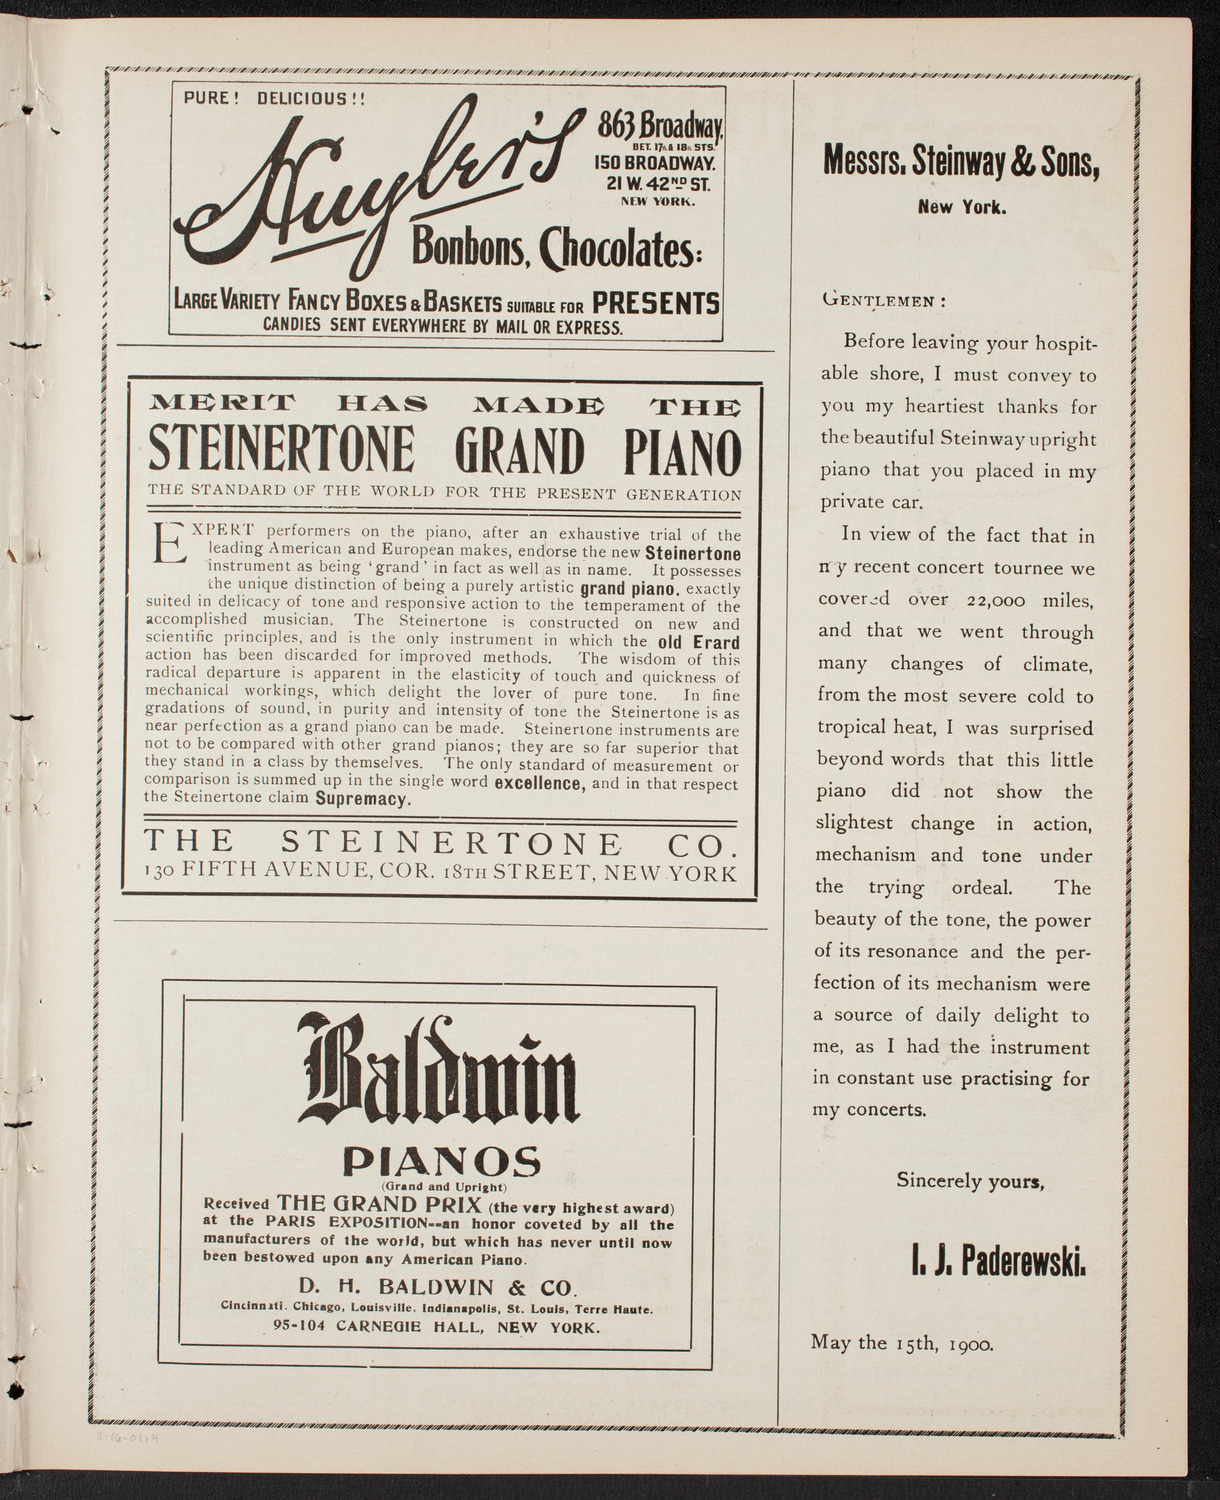 PURE! DELICIOUS!!
Huyler's
863 Broadway,
BET. 17th & 18th STS.
150 BROADWAY.
21 W. 42ND ST.
NEW YORK.
Bonbons, Chocolates:
LARGE VARIETY FANCY BOXES & BASKETS SUITABLE FOR PRESENTS
CANDIES SENT EVERYWHERE BY MAIL OR EXPRESS.
MERIT HAS MADE THE
STEINERTONE GRAND PIANO
THE STANDARD OF THE WORLD FOR THE PRESENT GENERATION
EXPERT performers on the piano, after an exhaustive trial of the
leading American and European makes, endorse the new Steinertone
instrument as being 'grand' in fact as well as in name. It possesses
the unique distinction of being a purely artistic grand piano, exactly
suited in delicacy of tone and responsive action to the temperament of the
accomplished musician. The Steinertone is constructed on new and
scientific principles, and is the only instrument in which the old Erard
action has been discarded for improved methods. The wisdom of this
radical departure is apparent in the elasticity of touch and quickness of
mechanical workings, which delight the lover of pure tone. In fine
gradations of sound, in purity and intensity of tone the Steinertone is as
near perfection as a grand piano can be made. Steinertone instruments are
not to be compared with other grand pianos; they are so far superior that
they stand in a class by themselves. The only standard of measurement or
comparison is summed up in the single word excellence, and in that respect
the Steinertone claim Supremacy.
THE STEINERTONE CO.
130 FIFTH AVENUE, COR. 18TH STREET, NEW YORK
Baldwin
PIANOS
(Grand and Upright)
Received THE GRAND PRIX (the very highest award)
at the PARIS EXPOSITION--an honor coveted by all the
manufacturers of the world, but which has never until now
been bestowed upon any American Piano.
D. H. BALDWIN & CO.
Cincinnati, Chicago, Louisville, Indianapolis, St. Louis, Terre Haute.
95-104 CARNEGIE HALL, NEW YORK.
Messrs. Steinway & Sons,
New York.
GENTLEMEN:
Before leaving your hospit-
able shore, I must convey to
you my heartiest thanks for
the beautiful Steinway upright
piano that you placed in my
private car.
In view of the fact that in
my recent concert tournee we
covered over 22,000 miles,
and that we went through
many changes of climate,
from the most severe cold to
tropical heat, I was surprised
beyond words that this little
piano did not show the
slightest change in action,
mechanism and tone under
the trying ordeal. The
beauty of the tone, the power
of its resonance and the per-
fection of its mechanism were
a source of daily delight to
me, as I had the instrument
in constant use practising for
my concerts.
Sincerely yours,
I. J. Paderewski.
May the 15th, 1900.